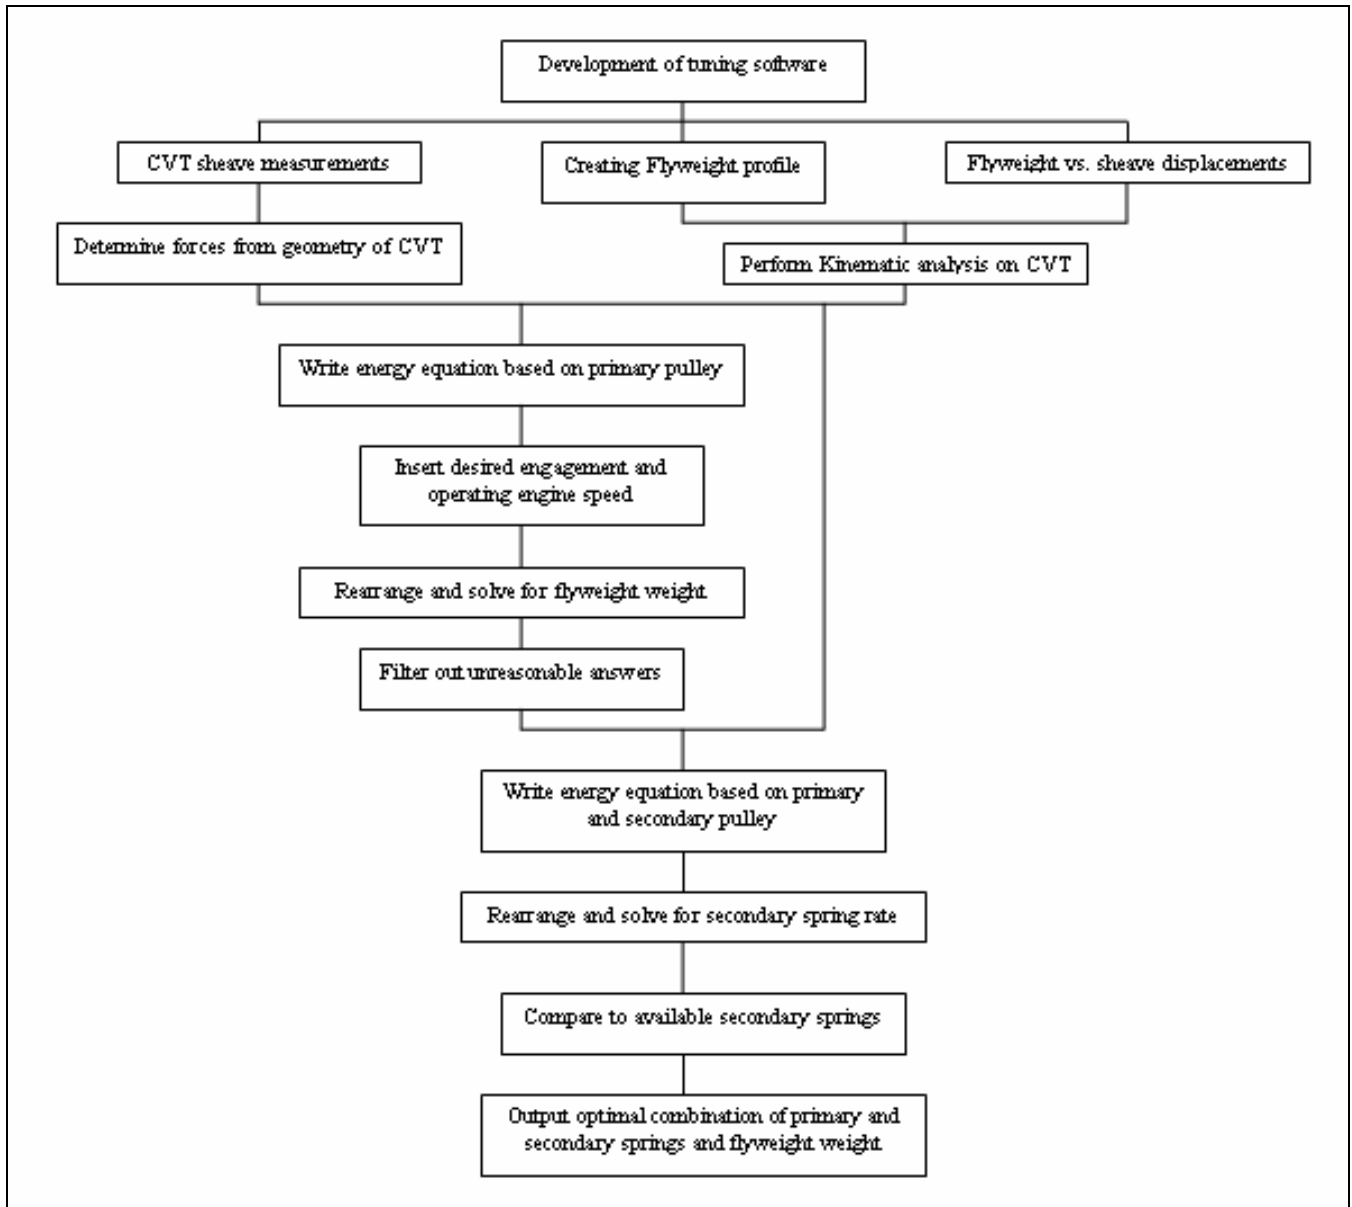 Development of tuning software
CVT sheave measurements
Creating Flyweight profile
Flyweight vs. sheave displacements
Determine forces from geometry of CVT
Perform Kinematic analysis on CVT
Write energy equation based on primary pulley
Insert desired engagement and
operating engine speed
Rearrange and solve for flyweight weight
Filter out unreasonable answers
Write energy equation based on primary
and secondary pulley
Rearrange and solve for secondary spring rate
Compare to available secondary springs
Output optimal combination of primary and
secondary springs and flyweight weight